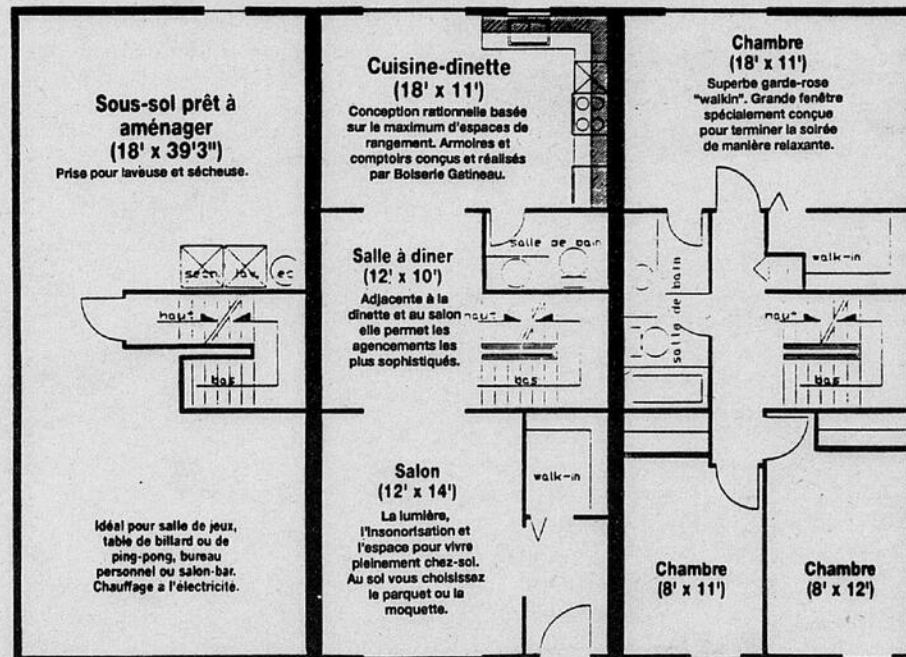 Sous-sol prêt à
aménager
(18' x 39'3")
Prise pour laveuse et sécheuse.
sech.
lav.
ec
haut
bas
Idéal pour salle de jeux,
table de billard ou de
ping-pong, bureau
personnel ou salon-bar.
Chauffage à l'électricité.
Cuisine-dinette
(18' x 11')
Conception rationnelle basée
sur le maximum d'espaces de
rangement. Armoires et
comptoirs conçus et réalisés
par Boiserie Gatineau.
salle de bain
Salle à diner
(12' x 10')
Adjacente à la
dinette et au salon
elle permet les
agencements les
plus sophistiqués.
haut
bas
Salon
(12' x 14')
La lumière,
l'insonorisation et
l'espace pour vivre
pleinement chez-soi.
Au sol vous choisissez
le parquet ou la
moquette.
walk-in
Chambre
(18' x 11')
Superbe garde-rose
"walkin". Grande fenêtre
spécialement conçue
pour terminer la soirée
de manière relaxante.
walk-in
salle de bain
haut
bas
Chambre
(8' x 11')
Chambre
(8' x 12')